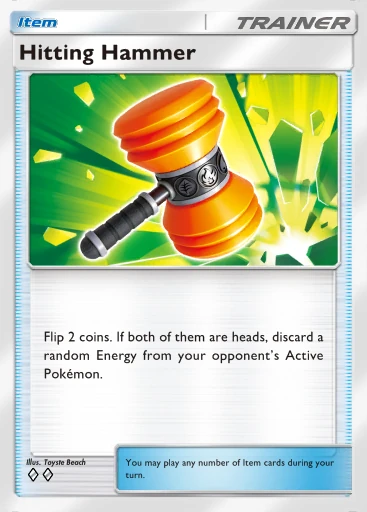 Item
TRAINER
Hitting Hammer
Flip 2 coins. If both of them are heads, discard a
random Energy from your opponent's Active
Pokémon.
Illus. Toyste Beach
You may play any number of Item cards during your
turn.